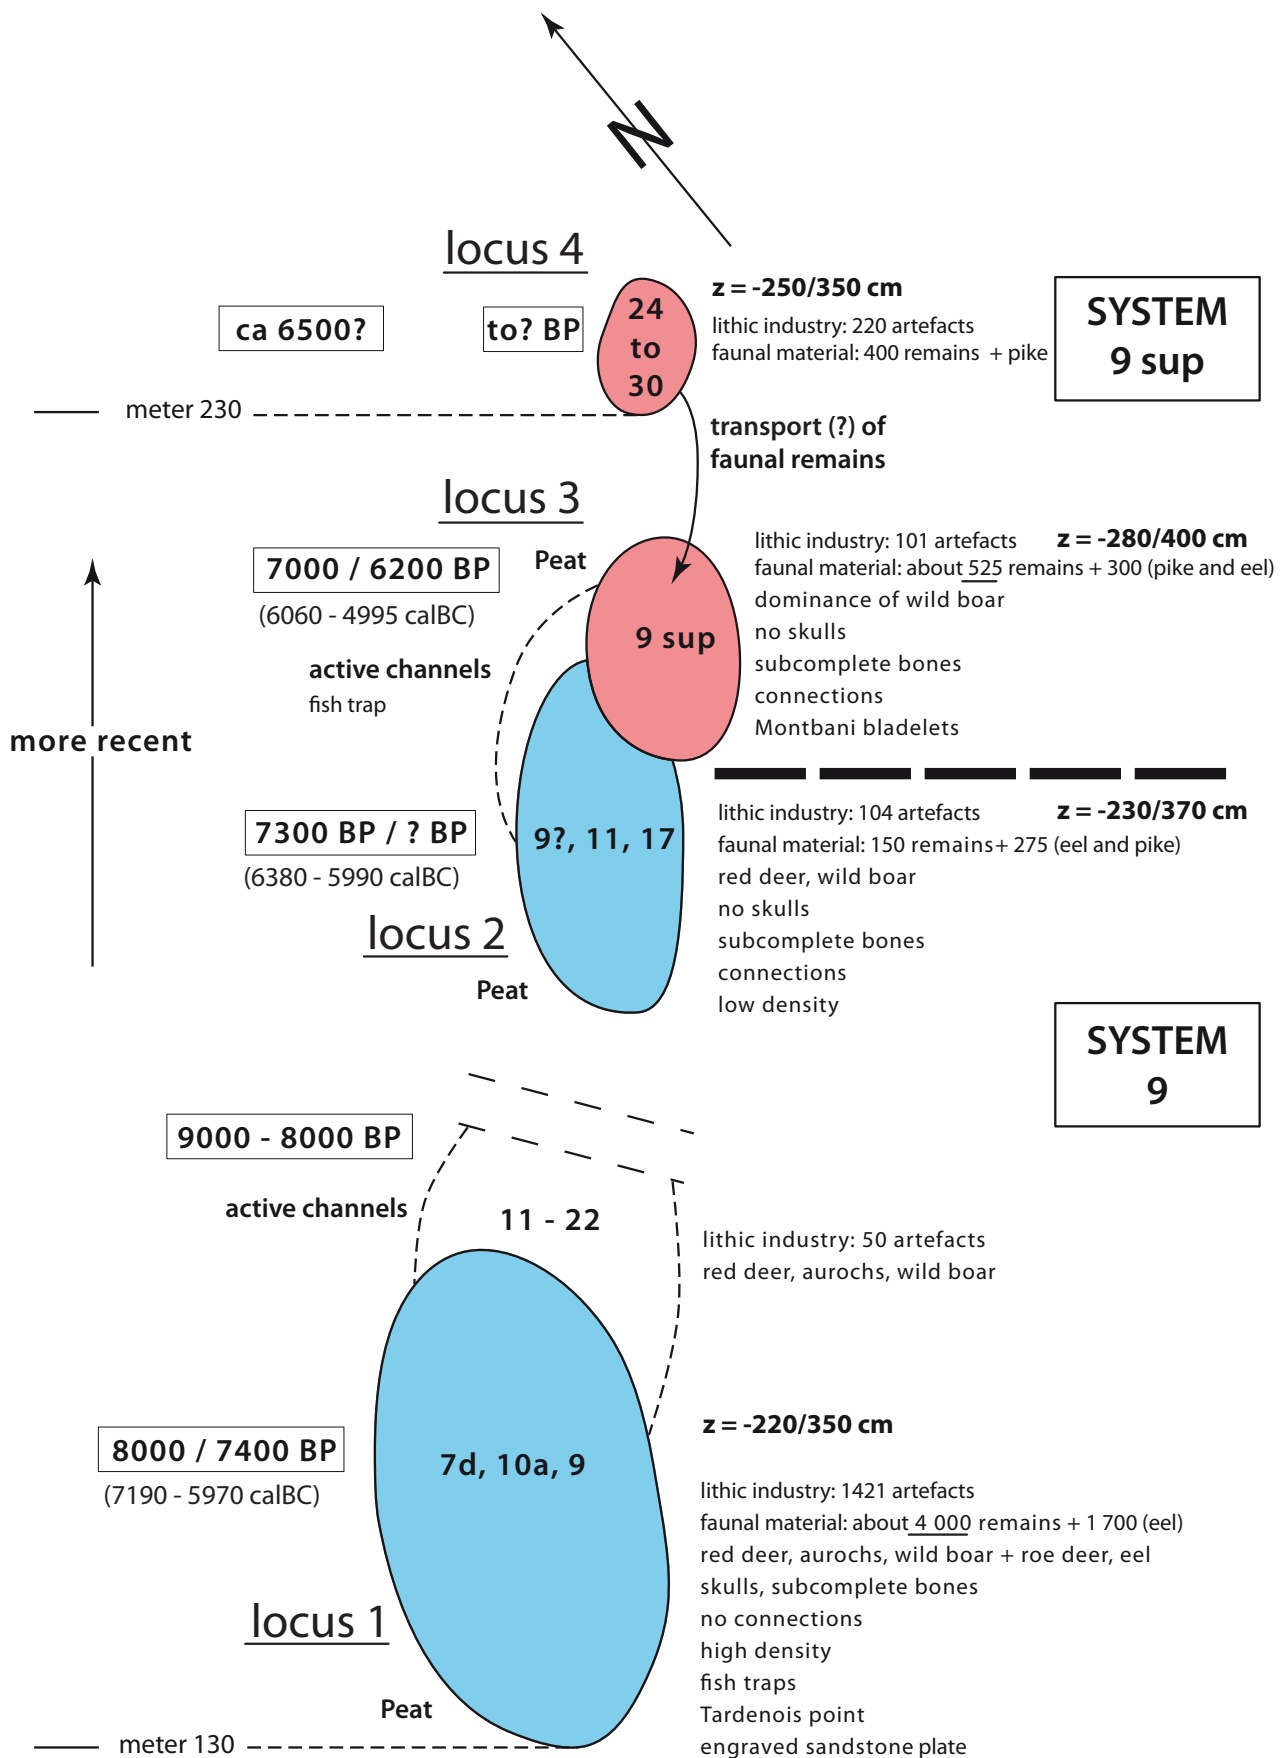 N
locus 4
z = -250/350 cm
ca 6500?
to? BP
24
to
30
lithic industry: 220 artefacts
faunal material: 400 remains + pike
SYSTEM
9 sup
meter 230
transport (?) of
faunal remains
locus 3
7000 / 6200 BP
(6060 - 4995 calBC)
Peat
lithic industry: 101 artefacts
z = -280/400 cm
faunal material: about 525 remains + 300 (pike and eel)
dominance of wild boar
no skulls
subcomplete bones
connections
Montbani bladelets
9 sup
active channels
fish trap
more recent
7300 BP / ? BP
(6380 - 5990 calBC)
9?, 11, 17
lithic industry: 104 artefacts
z = -230/370 cm
faunal material: 150 remains+ 275 (eel and pike)
red deer, wild boar
no skulls
subcomplete bones
connections
low density
locus 2
Peat
SYSTEM
9
9000 - 8000 BP
active channels
11 - 22
lithic industry: 50 artefacts
red deer, aurochs, wild boar
z = -220/350 cm
8000 / 7400 BP
(7190 - 5970 calBC)
7d, 10a, 9
lithic industry: 1421 artefacts
faunal material: about 4 000 remains + 1 700 (eel)
red deer, aurochs, wild boar + roe deer, eel
skulls, subcomplete bones
no connections
high density
fish traps
Tardenois point
engraved sandstone plate
locus 1
Peat
meter 130